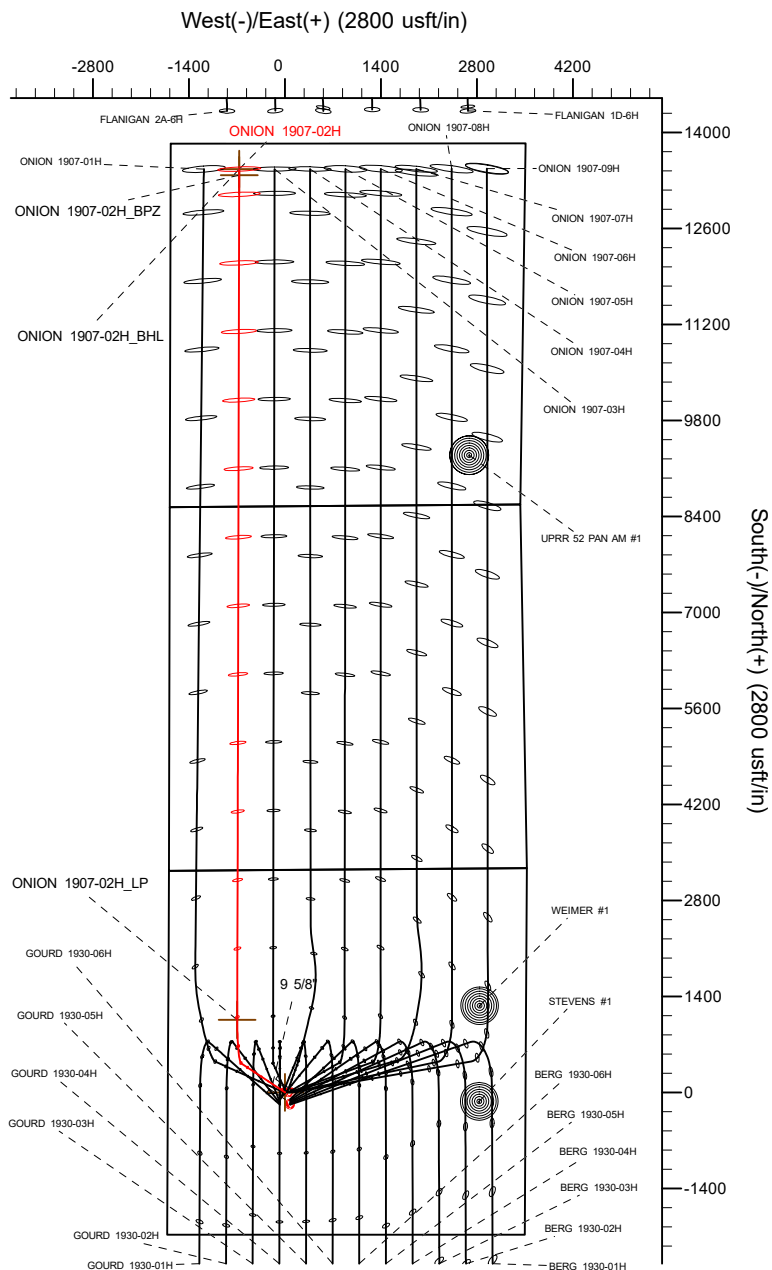 West(-)/East(+) (2800 usft/in)
-2800 -1400 0 1400 2800 4200
FLANIGAN 2A-6H
FLANIGAN 1D-6H
ONION 1907-02H
ONION 1907-08H
14000
ONION 1907-01H
ONION 1907-09H
ONION 1907-02H_BPZ
ONION 1907-07H
12600
ONION 1907-06H
ONION 1907-05H
11200
ONION 1907-02H_BHL
ONION 1907-04H
ONION 1907-03H
9800
8400
UPRR 52 PAN AM #1
South(-)/North(+) (2800 usft/in)
7000
5600
4200
ONION 1907-02H_LP
2800
WEIMER #1
GOURD 1930-06H
9 5/8"
1400
STEVENS #1
GOURD 1930-05H
GOURD 1930-04H
BERG 1930-06H
0
GOURD 1930-03H
BERG 1930-05H
BERG 1930-04H
BERG 1930-03H
-1400
GOURD 1930-02H
BERG 1930-02H
GOURD 1930-01H
BERG 1930-01H